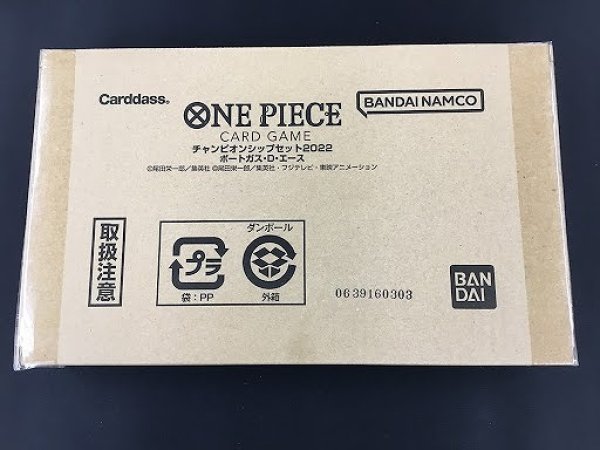 Carddass®
BANDAI NAMCO
ONE PIECE
CARD GAME
チャンピオンシップセット2022
ポートガス・D・エース
©尾田栄一郎／集英社 ©尾田栄一郎／集英社・フジテレビ・東映アニメーション
取扱注意
プラ
袋：PP
ダンボール
外箱
0639160303
BAN
DAI